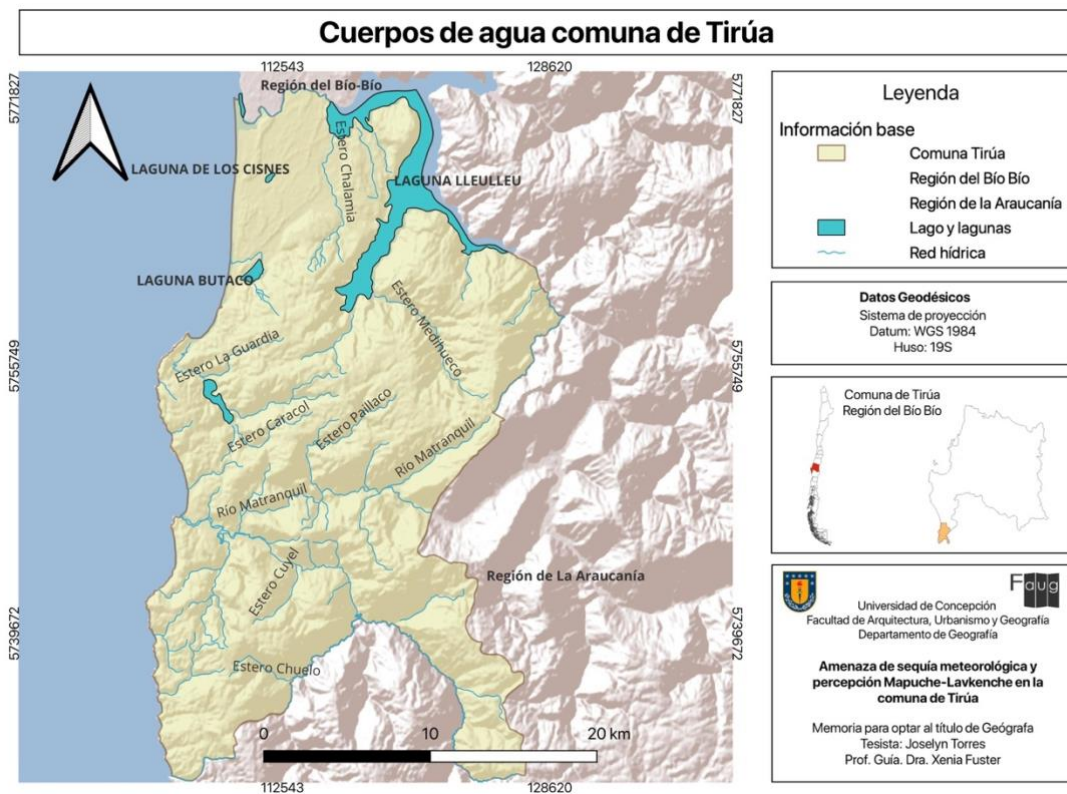 Cuerpos de agua comuna de Tirúa
112543
128620
5771827
5771827
Región del Bío-Bío
Estero Chalamia
LAGUNA DE LOS CISNES
LAGUNA LLEULLEU
LAGUNA BUTACO
Estero Medihueco
Estero La Guardia
5755749
5755749
Estero Caracol
Estero Paillaco
Río Matranquil
Río Matranquil
Estero Cuyel
Región de La Araucanía
5739672
5739672
Estero Chuelo
0
10
20 km
112543
128620
Leyenda
Información base
Comuna Tirúa
Región del Bío Bío
Región de la Araucanía
Lago y lagunas
Red hídrica
Datos Geodésicos
Sistema de proyección
Datum: WGS 1984
Huso: 19S
Comuna de Tirúa
Región del Bío Bío
Faug
Universidad de Concepción
Facultad de Arquitectura, Urbanismo y Geografía
Departamento de Geografía
Amenaza de sequía meteorológica y
percepción Mapuche-Lavkenche en la
comuna de Tirúa
Memoria para optar al título de Geógrafa
Tesista: Joselyn Torres
Prof. Guía. Dra. Xenia Fuster